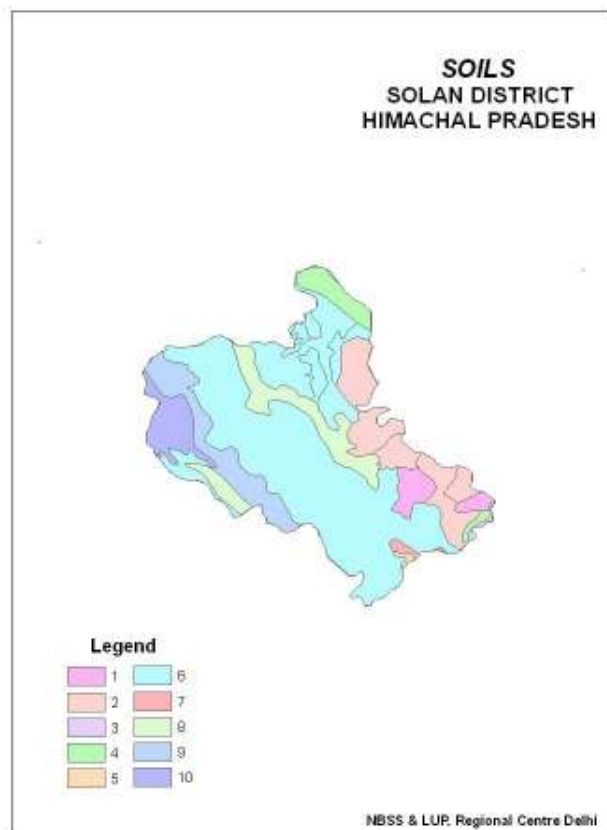 SOILS
SOLAN DISTRICT
HIMACHAL PRADESH
Legend
1 6
2 7
3 8
4 9
5 10
NBSS & LUP, Regional Centre Delhi